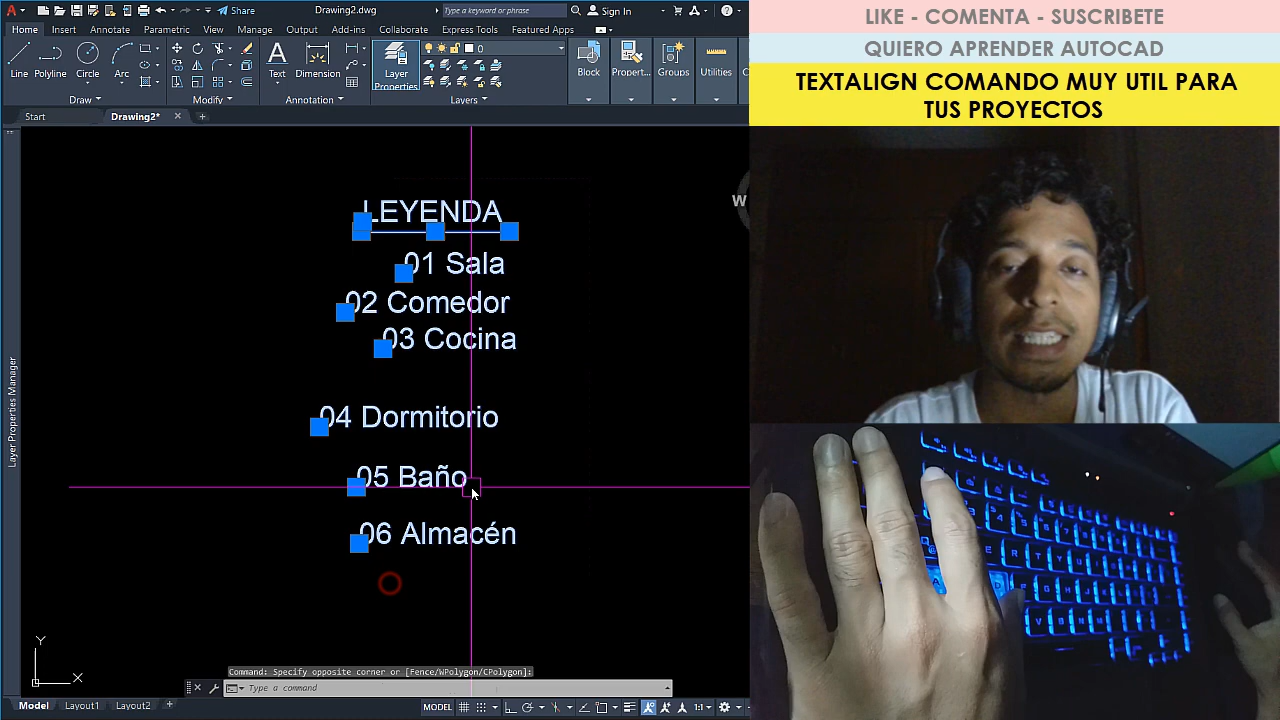 Share
Drawing2.dwg
Type a keyword or phrase
Sign In
Home Insert Annotate Parametric View Manage Output Add-ins Collaborate Express Tools Featured Apps
Line Polyline Circle Arc Text Dimension Layer Properties 0 Block Propert... Groups Utilities
Draw Modify Annotation Layers
Start Drawing2*
Layer Properties Manager
W
LEYENDA
01 Sala
02 Comedor
03 Cocina
04 Dormitorio
05 Baño
06 Almacén
Y
X
Command: Specify opposite corner or [Fence/WPolygon/CPolygon]:
Type a command
Model Layout1 Layout2
MODEL
1:1
LIKE - COMENTA - SUSCRIBETE
QUIERO APRENDER AUTOCAD
TEXTALIGN COMANDO MUY UTIL PARA
TUS PROYECTOS